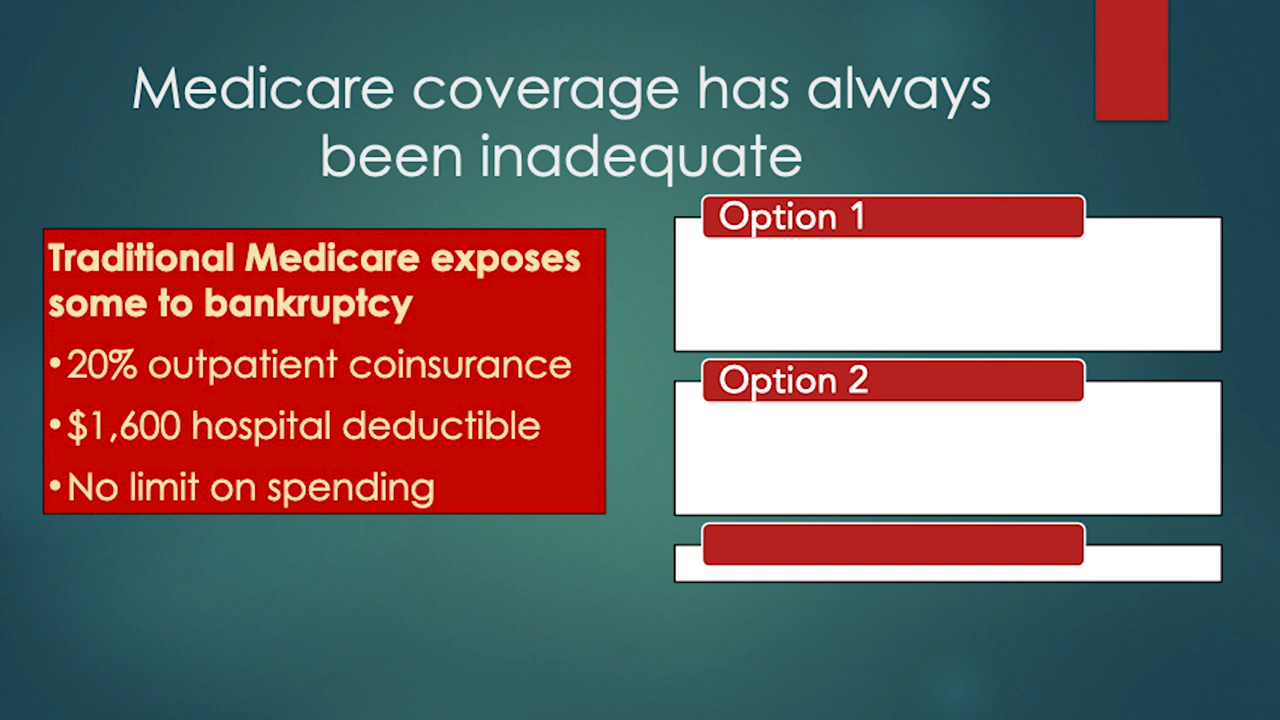 Medicare coverage has always
been inadequate
Traditional Medicare exposes
some to bankruptcy
•20% outpatient coinsurance
•$1,600 hospital deductible
•No limit on spending
Option 1
Option 2